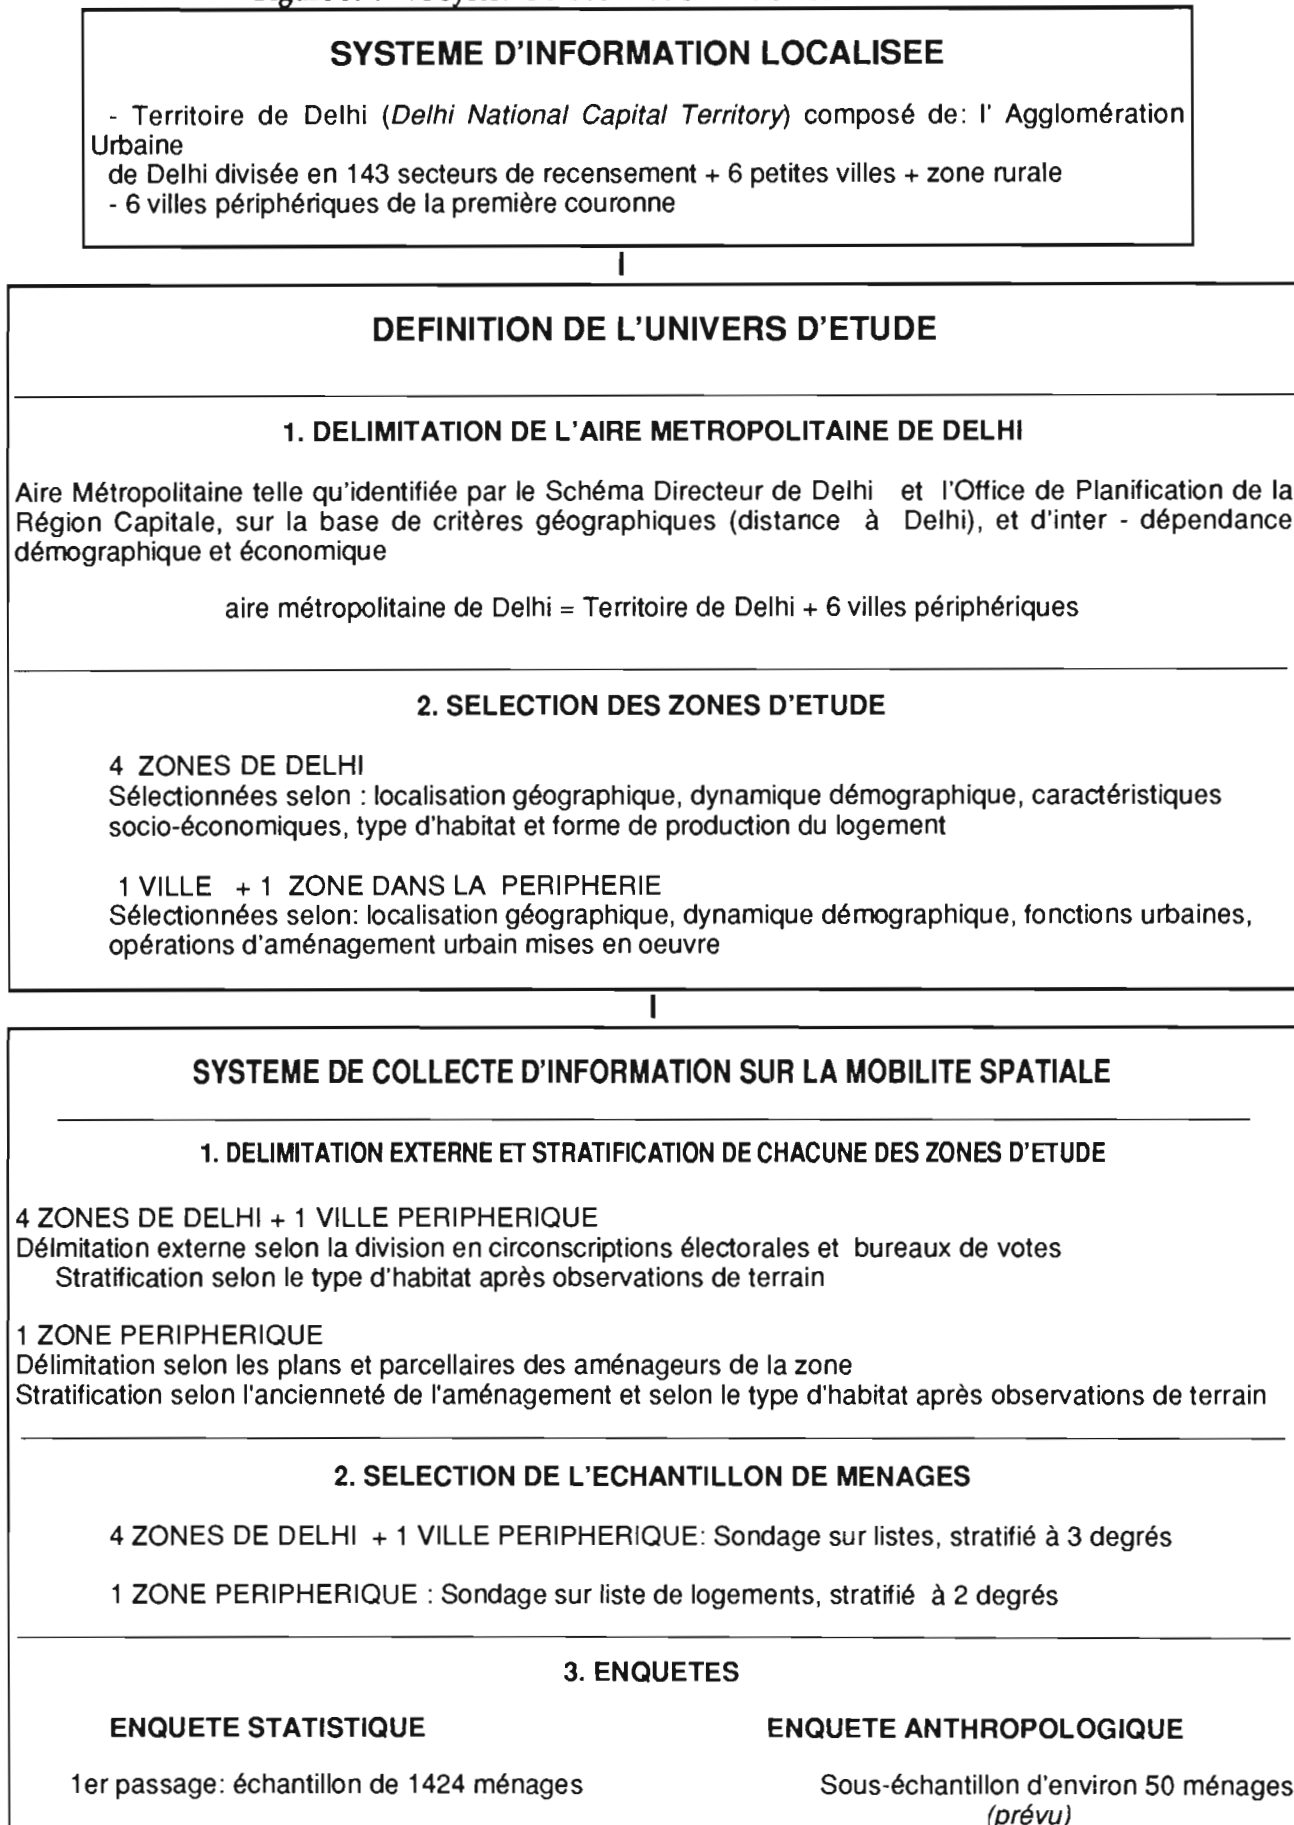 SYSTEME D'INFORMATION LOCALISEE
- Territoire de Delhi (Delhi National Capital Territory) composé de: l' Agglomération
Urbaine
de Delhi divisée en 143 secteurs de recensement + 6 petites villes + zone rurale
- 6 villes périphériques de la première couronne
DEFINITION DE L'UNIVERS D'ETUDE
1. DELIMITATION DE L'AIRE METROPOLITAINE DE DELHI
Aire Métropolitaine telle qu'identifiée par le Schéma Directeur de Delhi et l'Office de Planification de la
Région Capitale, sur la base de critères géographiques (distance à Delhi), et d'inter - dépendance
démographique et économique
aire métropolitaine de Delhi = Territoire de Delhi + 6 villes périphériques
2. SELECTION DES ZONES D'ETUDE
4 ZONES DE DELHI
Sélectionnées selon : localisation géographique, dynamique démographique, caractéristiques
socio-économiques, type d'habitat et forme de production du logement
1 VILLE + 1 ZONE DANS LA PERIPHERIE
Sélectionnées selon: localisation géographique, dynamique démographique, fonctions urbaines,
opérations d'aménagement urbain mises en oeuvre
SYSTEME DE COLLECTE D'INFORMATION SUR LA MOBILITE SPATIALE
1. DELIMITATION EXTERNE ET STRATIFICATION DE CHACUNE DES ZONES D'ETUDE
4 ZONES DE DELHI + 1 VILLE PERIPHERIQUE
Délmitation externe selon la division en circonscriptions électorales et bureaux de votes
Stratification selon le type d'habitat après observations de terrain
1 ZONE PERIPHERIQUE
Délimitation selon les plans et parcellaires des aménageurs de la zone
Stratification selon l'ancienneté de l'aménagement et selon le type d'habitat après observations de terrain
2. SELECTION DE L'ECHANTILLON DE MENAGES
4 ZONES DE DELHI + 1 VILLE PERIPHERIQUE: Sondage sur listes, stratifié à 3 degrés
1 ZONE PERIPHERIQUE : Sondage sur liste de logements, stratifié à 2 degrés
3. ENQUETES
ENQUETE STATISTIQUE ENQUETE ANTHROPOLOGIQUE
1er passage: échantillon de 1424 ménages Sous-échantillon d'environ 50 ménages
(prévu)